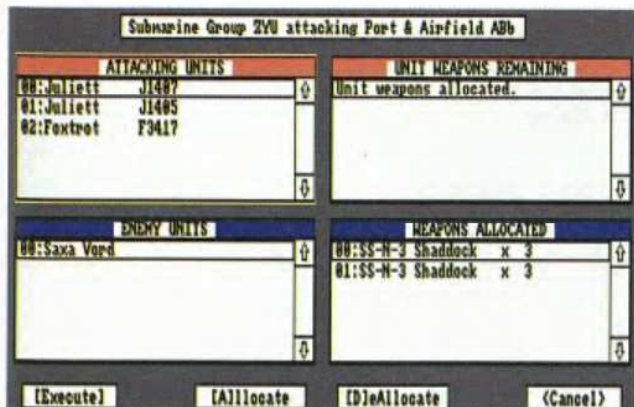 Submarine Group ZYU attacking Port & Airfield ABb
ATTACKING UNITS
00:Juliett J1407
01:Juliett J1405
02:Foxtrot F3417
UNIT WEAPONS REMAINING
Unit weapons allocated.
ENEMY UNITS
00:Saxa Vord
WEAPONS ALLOCATED
00:SS-N-3 Shaddock x 3
01:SS-N-3 Shaddock x 3
[Execute]
[A]llocate
[D]eAllocate
<Cancel>